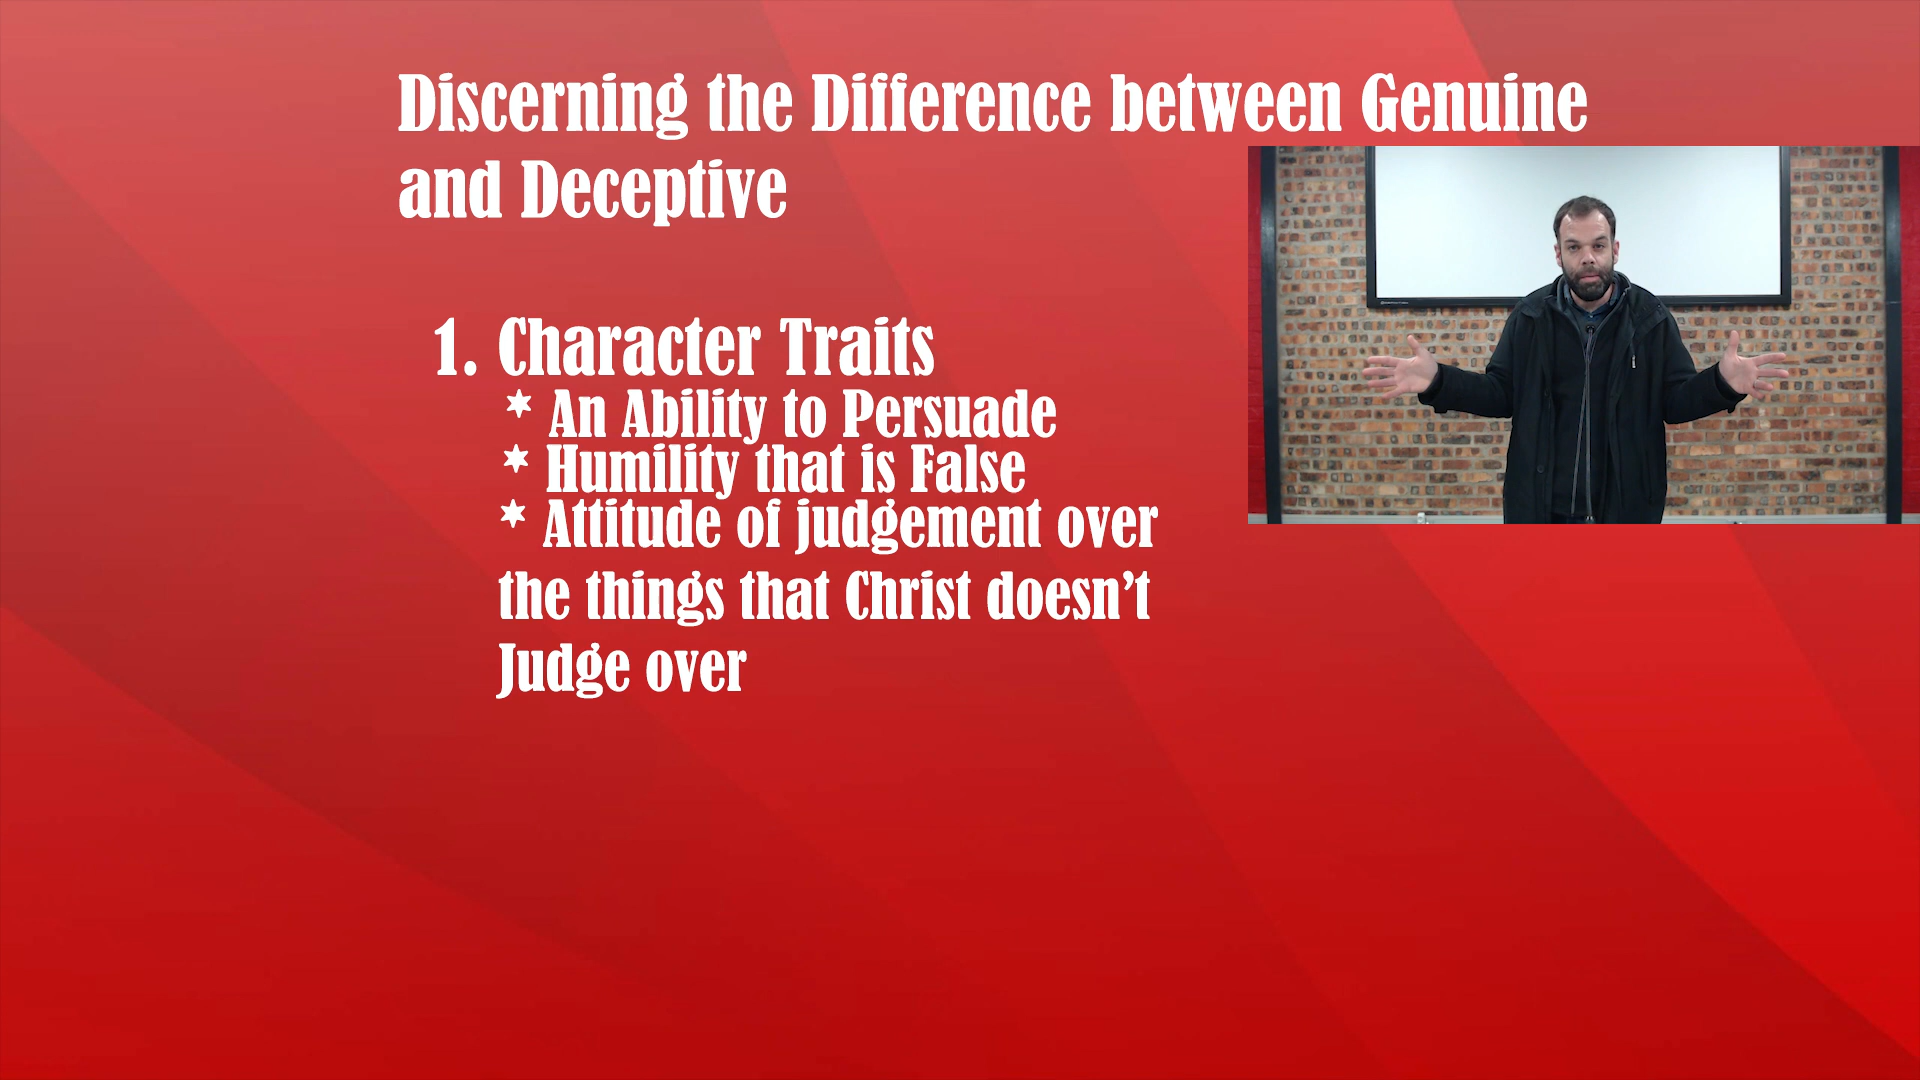 Discerning the Difference between Genuine
and Deceptive
1. Character Traits
* An Ability to Persuade
* Humility that is False
* Attitude of judgement over
the things that Christ doesn’t
Judge over